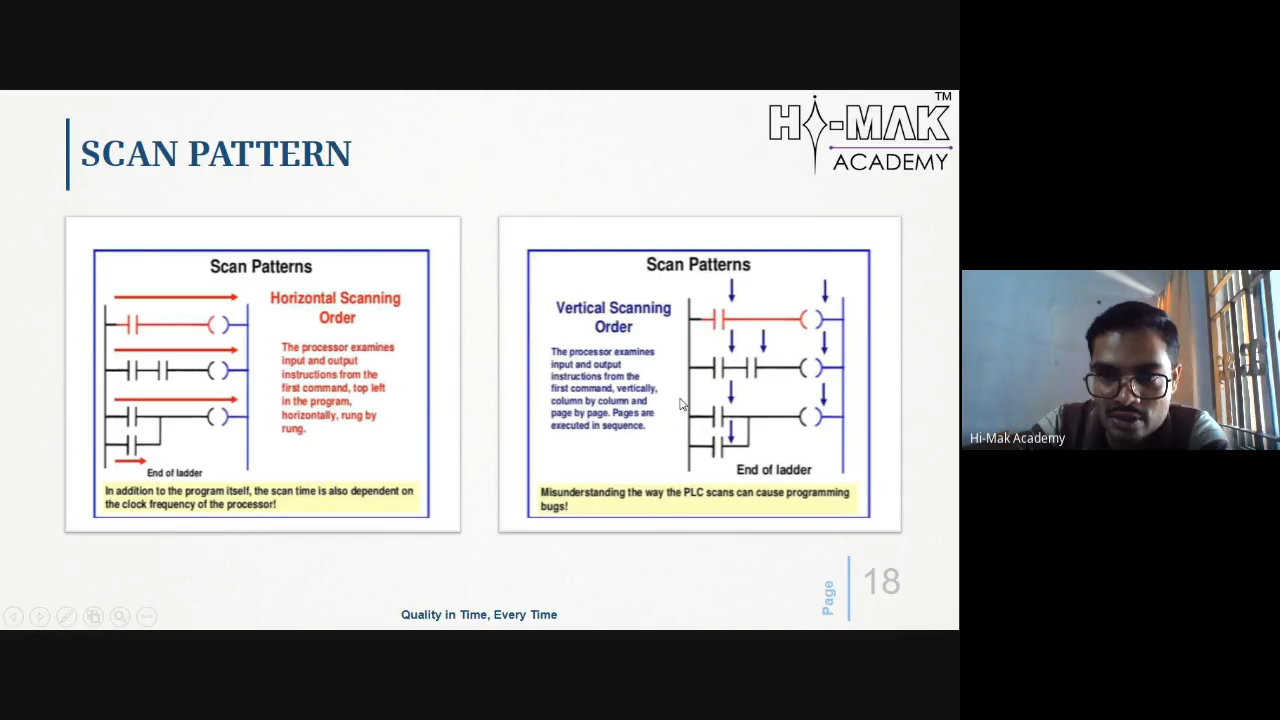 TM
HI-MAK
ACADEMY
SCAN PATTERN
Scan Patterns
Horizontal Scanning
Order
The processor examines
input and output
instructions from the
first command, top left
in the program,
horizontally, rung by
rung.
End of ladder
In addition to the program itself, the scan time is also dependent on
the clock frequency of the processor!
Scan Patterns
Vertical Scanning
Order
The processor examines
input and output
instructions from the
first command, vertically,
column by column and
page by page. Pages are
executed in sequence.
End of ladder
Misunderstanding the way the PLC scans can cause programming
bugs!
Hi-Mak Academy
Page
18
Quality in Time, Every Time